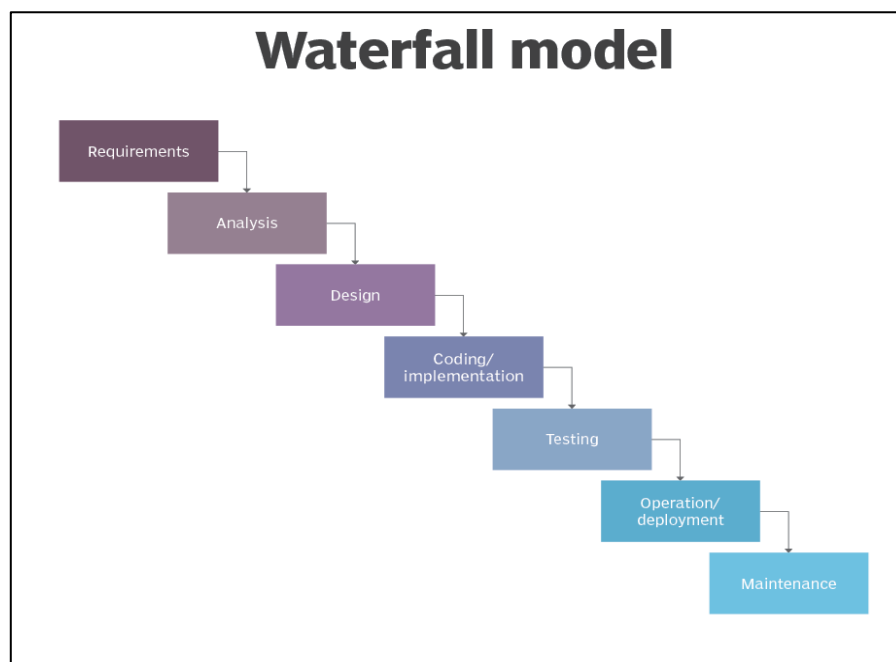 Waterfall model
Requirements
Analysis
Design
Coding/
implementation
Testing
Operation/
deployment
Maintenance